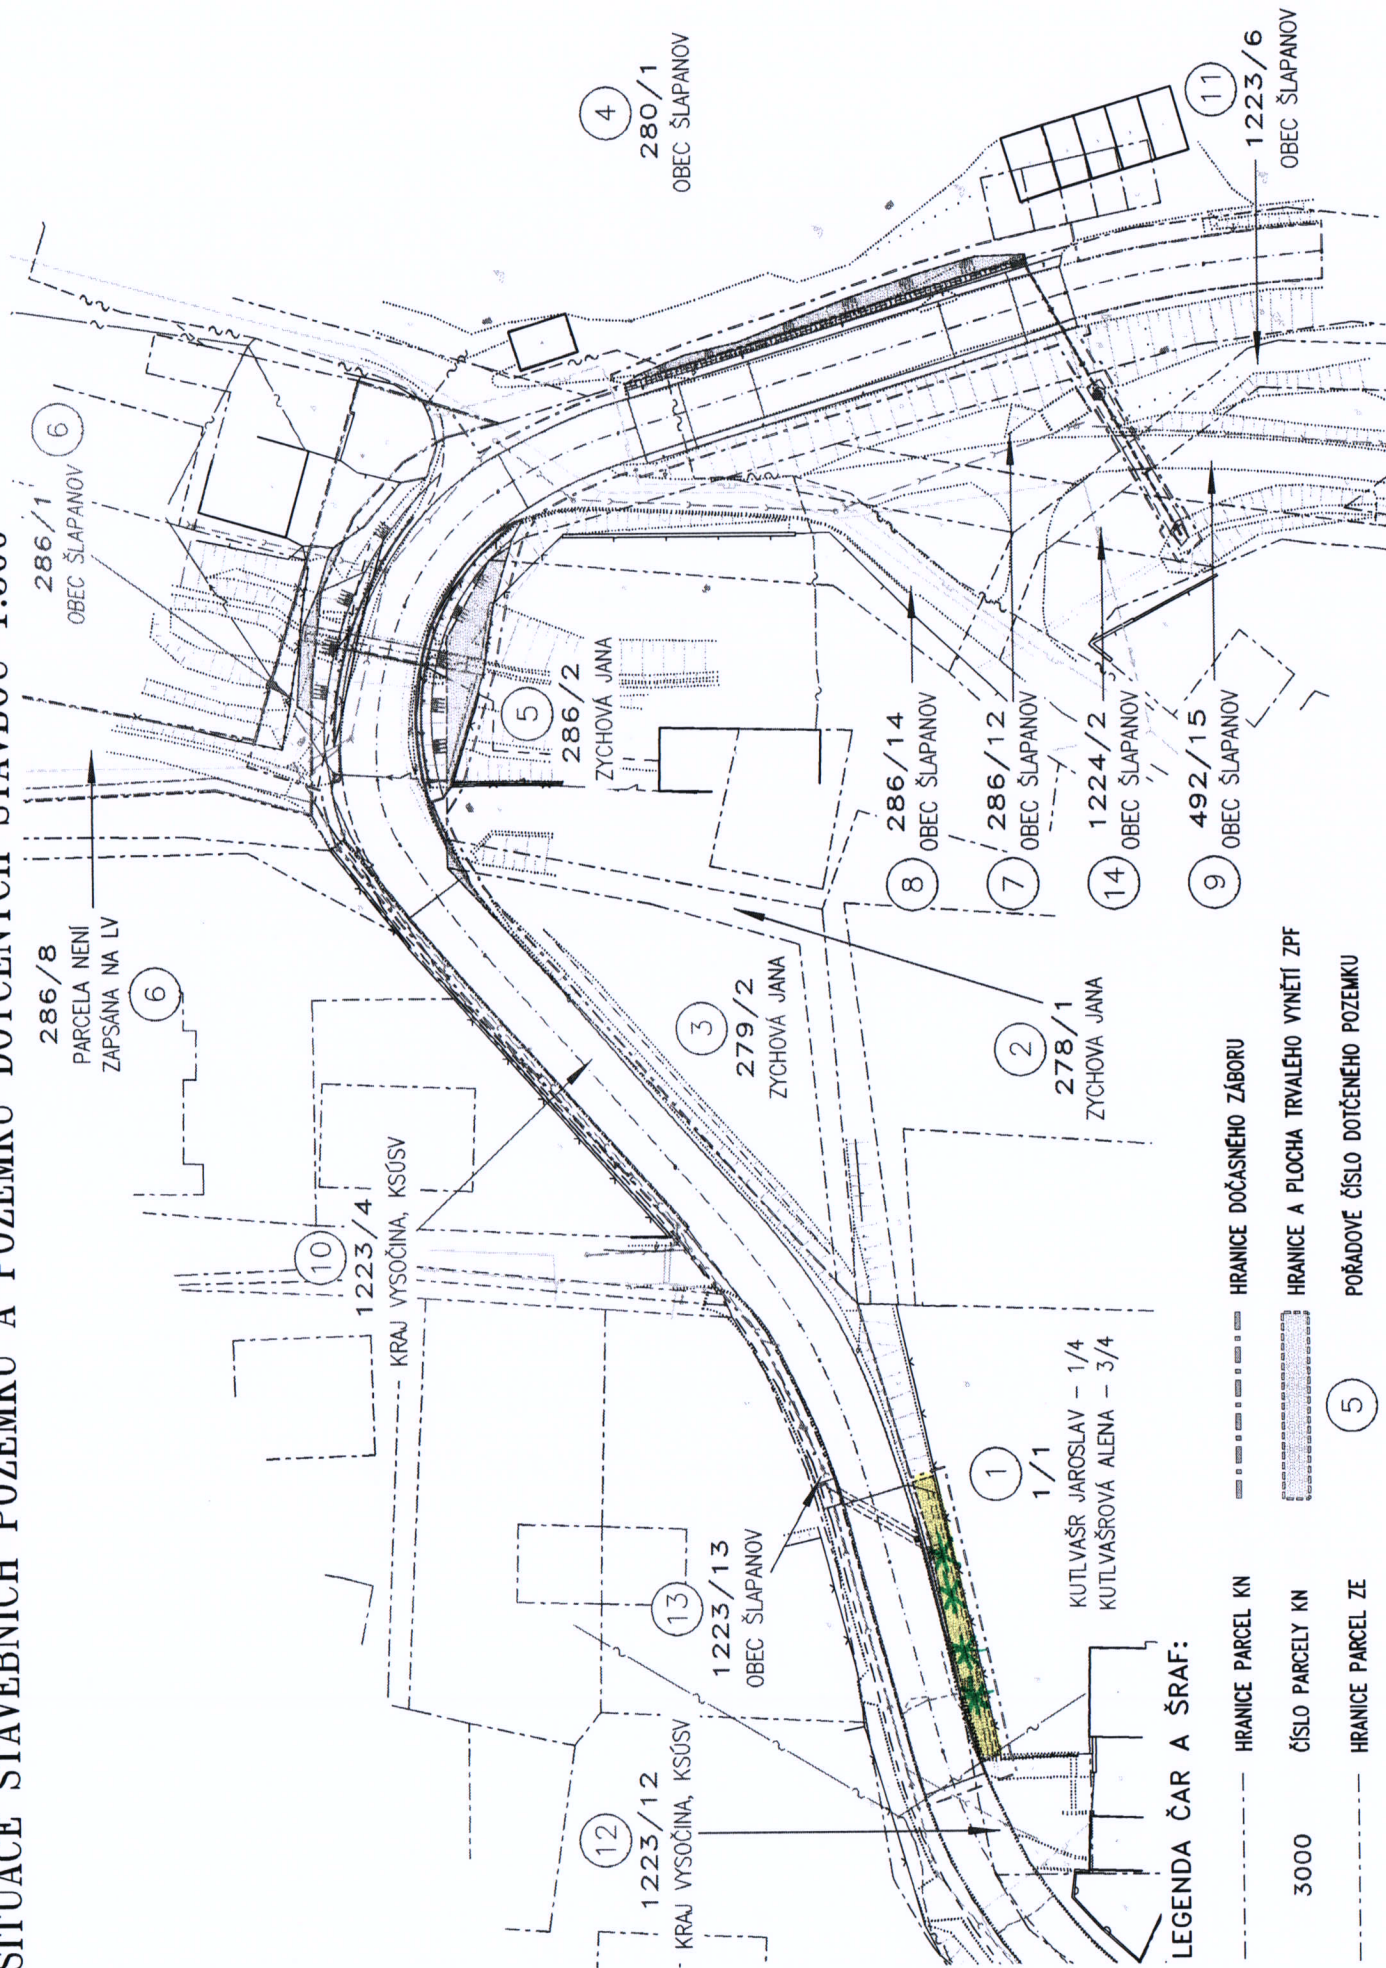 SITUACE STAVEBNÍCH POZEMKŮ A POZEMKŮ DOTČENÝCH STAVBOU 1:500
286/8
PARCELA NENÍ
ZAPSÁNA NA LV
6
286/1
OBEC ŠLAPANOV
6
4
280/1
OBEC ŠLAPANOV
10
1223/4
KRAJ VYSOČINA, KSÚSV
5
286/2
ZYCHOVÁ JANA
11
1223/6
OBEC ŠLAPANOV
12
1223/12
KRAJ VYSOČINA, KSÚSV
13
1223/13
OBEC ŠLAPANOV
3
279/2
ZYCHOVÁ JANA
8
286/14
OBEC ŠLAPANOV
7
286/12
OBEC ŠLAPANOV
14
1224/2
OBEC ŠLAPANOV
9
492/15
OBEC ŠLAPANOV
2
278/1
ZYCHOVÁ JANA
1
1/1
KUTLVAŠR JAROSLAV – 1/4
KUTLVAŠROVÁ ALENA – 3/4
LEGENDA ČAR A ŠRAF:
HRANICE PARCEL KN
3000 ČÍSLO PARCELY KN
HRANICE PARCEL ZE
HRANICE DOČASNÉHO ZÁBORU
HRANICE A PLOCHA TRVALÉHO VYNĚTÍ ZPF
5 POŘADOVÉ ČÍSLO DOTČENÉHO POZEMKU